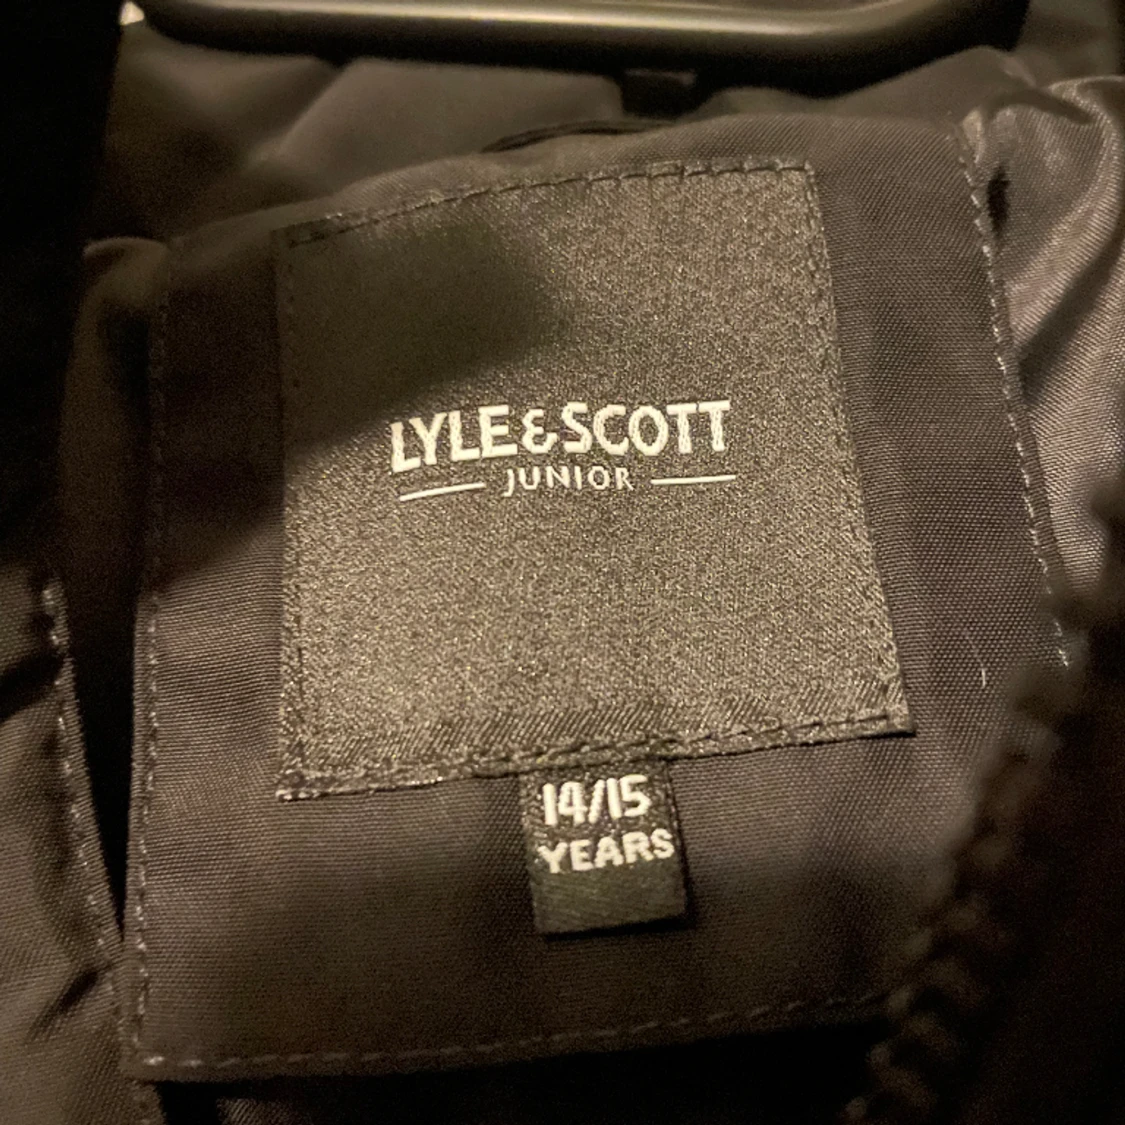 LYLE&SCOTT
JUNIOR
14/15
YEARS